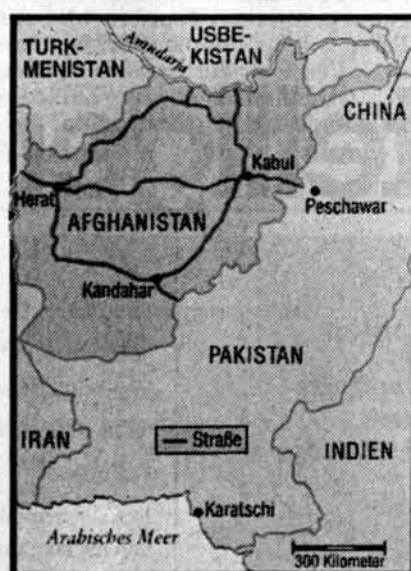 TURK-
MENISTAN
Amudarja
USBE-
KISTAN
CHINA
Kabul
Herat
Peschawar
AFGHANISTAN
Kandahar
PAKISTAN
IRAN
Straße
INDIEN
Karatschi
Arabisches Meer
300 Kilometer